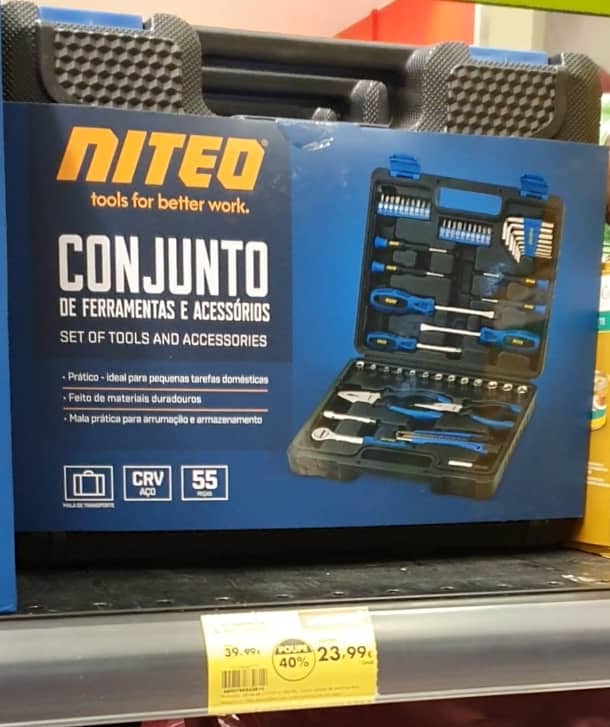 NITEO®
tools for better work.
CONJUNTO
DE FERRAMENTAS E ACESSÓRIOS
SET OF TOOLS AND ACCESSORIES
• Prático - ideal para pequenas tarefas domésticas
• Feito de materiais duradouros
• Mala prática para arrumação e armazenamento
CRV
AÇO
55
PEÇAS
MALA DE TRANSPORTE
39.99€
POUPE
40%
23.99€